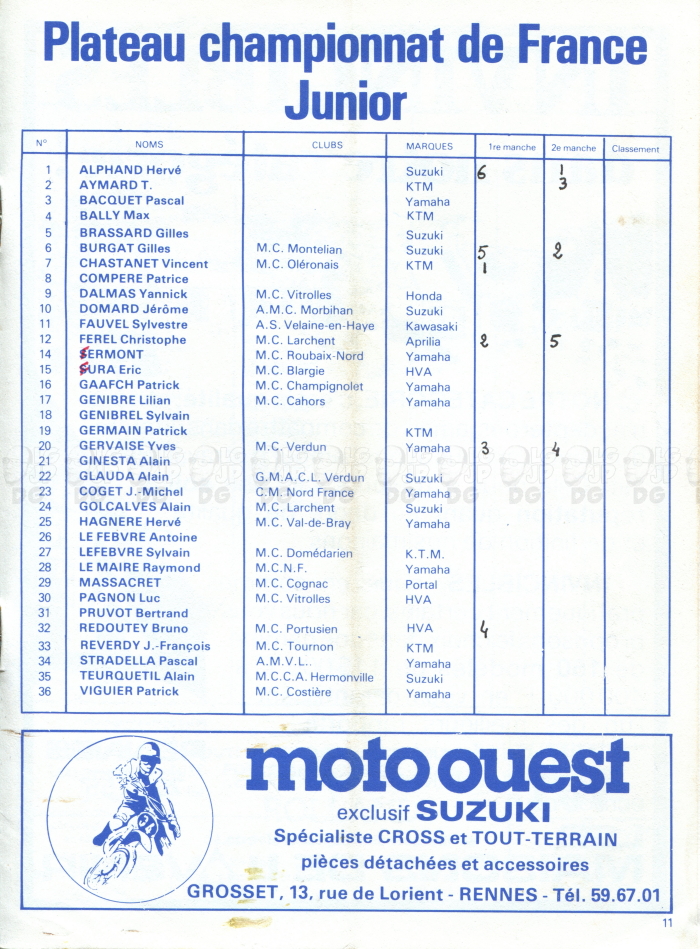 Plateau championnat de France
Junior
N° NOMS CLUBS MARQUES 1re manche 2e manche Classement
1 ALPHAND Hervé Suzuki 6 1
2 AYMARD T. KTM 3
3 BACQUET Pascal Yamaha
4 BALLY Max KTM
5 BRASSARD Gilles Suzuki
6 BURGAT Gilles M.C. Montelian Suzuki 5 2
7 CHASTANET Vincent M.C. Oléronais KTM 1
8 COMPERE Patrice
9 DALMAS Yannick M.C. Vitrolles Honda
10 DOMARD Jérôme A.M.C. Morbihan Suzuki
11 FAUVEL Sylvestre A.S. Velaine-en-Haye Kawasaki
12 FEREL Christophe M.C. Larchent Aprilia 2 5
14 FERMONT M.C. Roubaix-Nord Yamaha
15 FURA Eric M.C. Blargie HVA
16 GAAFCH Patrick M.C. Champignolet Yamaha
17 GENIBRE Lilian M.C. Cahors Yamaha
18 GENIBREL Sylvain
19 GERMAIN Patrick KTM
20 GERVAISE Yves M.C. Verdun Yamaha 3 4
21 GINESTA Alain
22 GLAUDA Alain G.M.A.C.L. Verdun Suzuki
23 COGET J.-Michel C.M. Nord France Yamaha
24 GOLCALVES Alain M.C. Larchent Suzuki
25 HAGNERE Hervé M.C. Val-de-Bray Yamaha
26 LE FEBVRE Antoine
27 LEFEBVRE Sylvain M.C. Domédarien K.T.M.
28 LE MAIRE Raymond M.C.N.F. Yamaha
29 MASSACRET M.C. Cognac Portal
30 PAGNON Luc M.C. Vitrolles HVA
31 PRUVOT Bertrand
32 REDOUTEY Bruno M.C. Portusien HVA 4
33 REVERDY J.-François M.C. Tournon KTM
34 STRADELLA Pascal A.M.V.L.. Yamaha
35 TEURQUETIL Alain M.C.C.A. Hermonville Suzuki
36 VIGUIER Patrick M.C. Costière Yamaha
34
moto ouest
exclusif SUZUKI
Spécialiste CROSS et TOUT-TERRAIN
pièces détachées et accessoires
GROSSET, 13, rue de Lorient - RENNES - Tél. 59.67.01
11